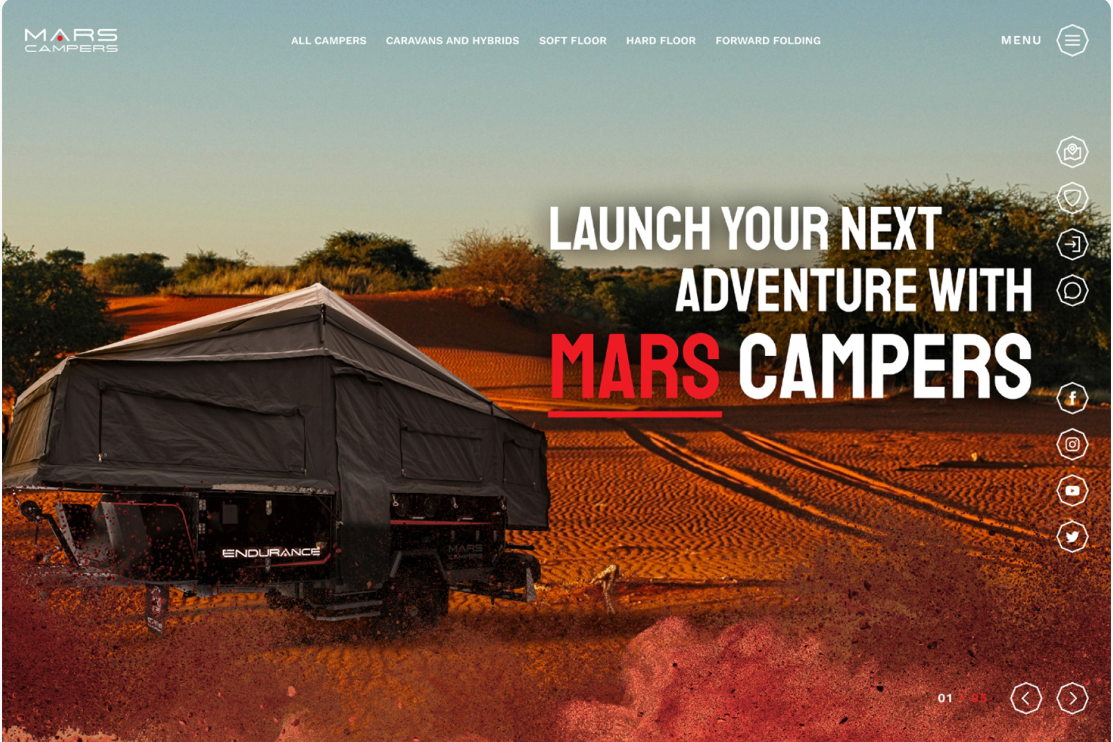 MARS
CAMPERS
ALL CAMPERS
CARAVANS AND HYBRIDS
SOFT FLOOR
HARD FLOOR
FORWARD FOLDING
MENU
LAUNCH YOUR NEXT
ADVENTURE WITH
MARS CAMPERS
ENDURANCE
MARS
CAMPERS
01 /